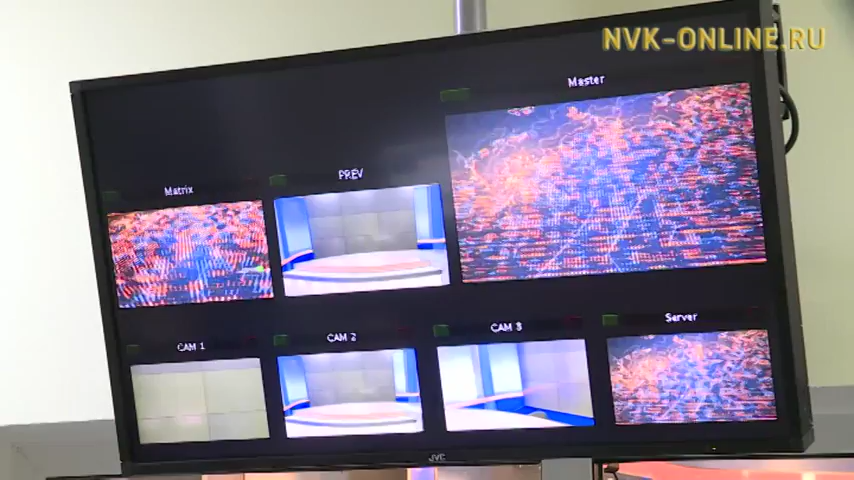 NVK-ONLINE.RU
Master
Matrix
PREV
CAM 1
CAM 2
CAM 3
Server
JVC